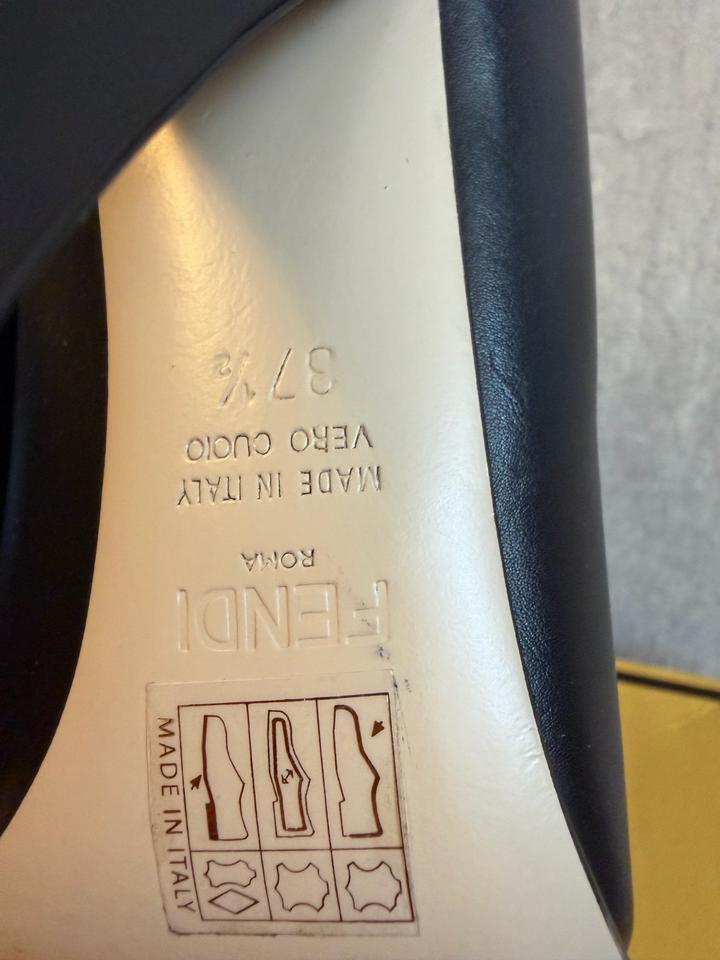 FENDI
ROMA
MADE IN ITALY
VERO CUOIO
37½
MADE IN ITALY